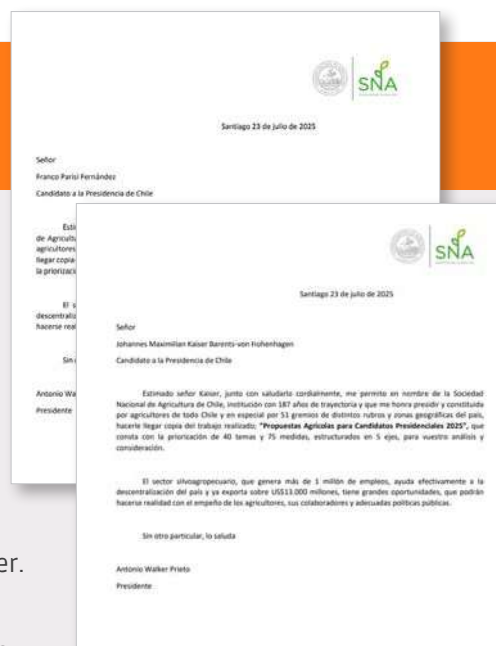 SNA
Santiago 23 de julio de 2025
Señor
Franco Parisi Fernández
Candidato a la Presidencia de Chile
de Agricult
agricultores
llegar copia
la priorizaci
El s
descentraliz
hacerse real
Sin
Antonio Wa
Presidente
SNA
Santiago 23 de julio de 2025
Señor
Johannes Maximilian Kaiser Barents-von Hohenhagen
Candidato a la Presidencia de Chile
Estimado señor Kaiser, junto con saludarlo cordialmente, me permito en nombre de la Sociedad
Nacional de Agricultura de Chile, institución con 187 años de trayectoria y que me honra presidir y constituida
por agricultores de todo Chile y en especial por 51 gremios de distintos rubros y zonas geográficas del país,
hacerle llegar copia del trabajo realizado; "Propuestas Agrícolas para Candidatos Presidenciales 2025", que
consta con la priorización de 40 temas y 75 medidas, estructurados en 5 ejes, para vuestro análisis y
consideración.
El sector silvoagropecuario, que genera más de 1 millón de empleos, ayuda efectivamente a la
descentralización del país y ya exporta sobre US$13.000 millones, tiene grandes oportunidades, que podrán
hacerse realidad con el empeño de los agricultores, sus colaboradores y adecuadas políticas públicas.
Sin otro particular, lo saluda
Antonio Walker Prieto
Presidente
er.